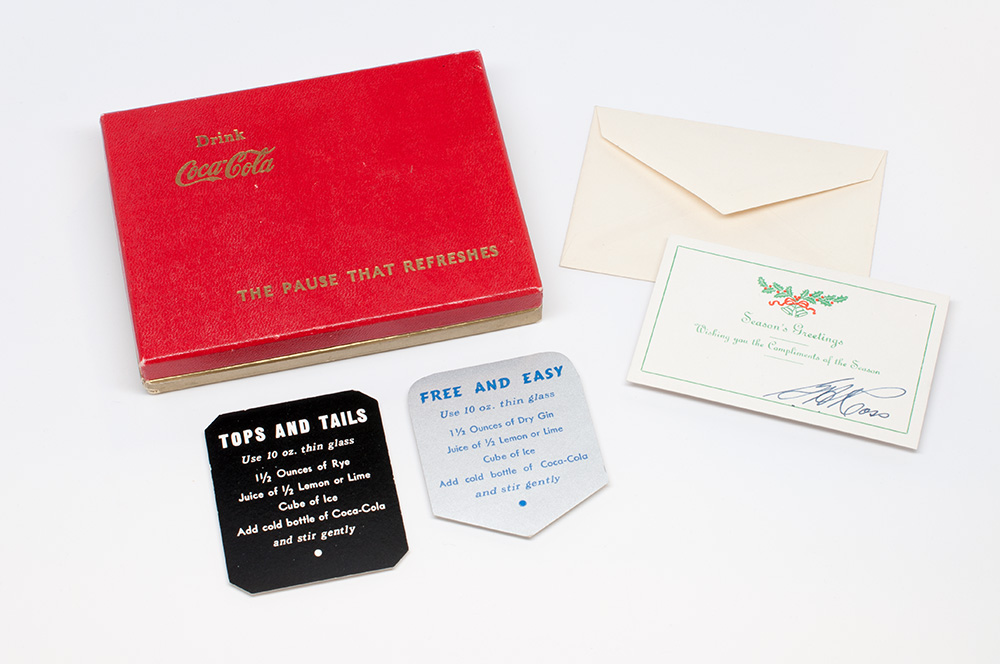 Drink
Coca-Cola
THE PAUSE THAT REFRESHES
TOPS AND TAILS
Use 10 oz. thin glass
1½ Ounces of Rye
Juice of ½ Lemon or Lime
Cube of Ice
Add cold bottle of Coca-Cola
and stir gently
FREE AND EASY
Use 10 oz. thin glass
1½ Ounces of Dry Gin
Juice of ½ Lemon or Lime
Cube of Ice
Add cold bottle of Coca-Cola
and stir gently
Season's Greetings
Wishing you the Compliments of the Season